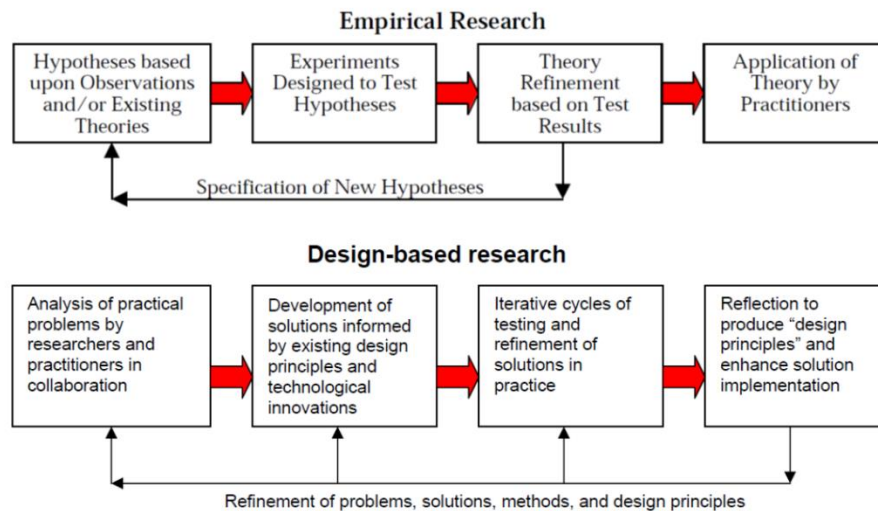 Empirical Research
Hypotheses based
upon Observations
and/or Existing
Theories
Experiments
Designed to Test
Hypotheses
Theory
Refinement
based on Test
Results
Application of
Theory by
Practitioners
Specification of New Hypotheses
Design-based research
Analysis of practical
problems by
researchers and
practitioners in
collaboration
Development of
solutions informed
by existing design
principles and
technological
innovations
Iterative cycles of
testing and
refinement of
solutions in
practice
Reflection to
produce “design
principles” and
enhance solution
implementation
Refinement of problems, solutions, methods, and design principles